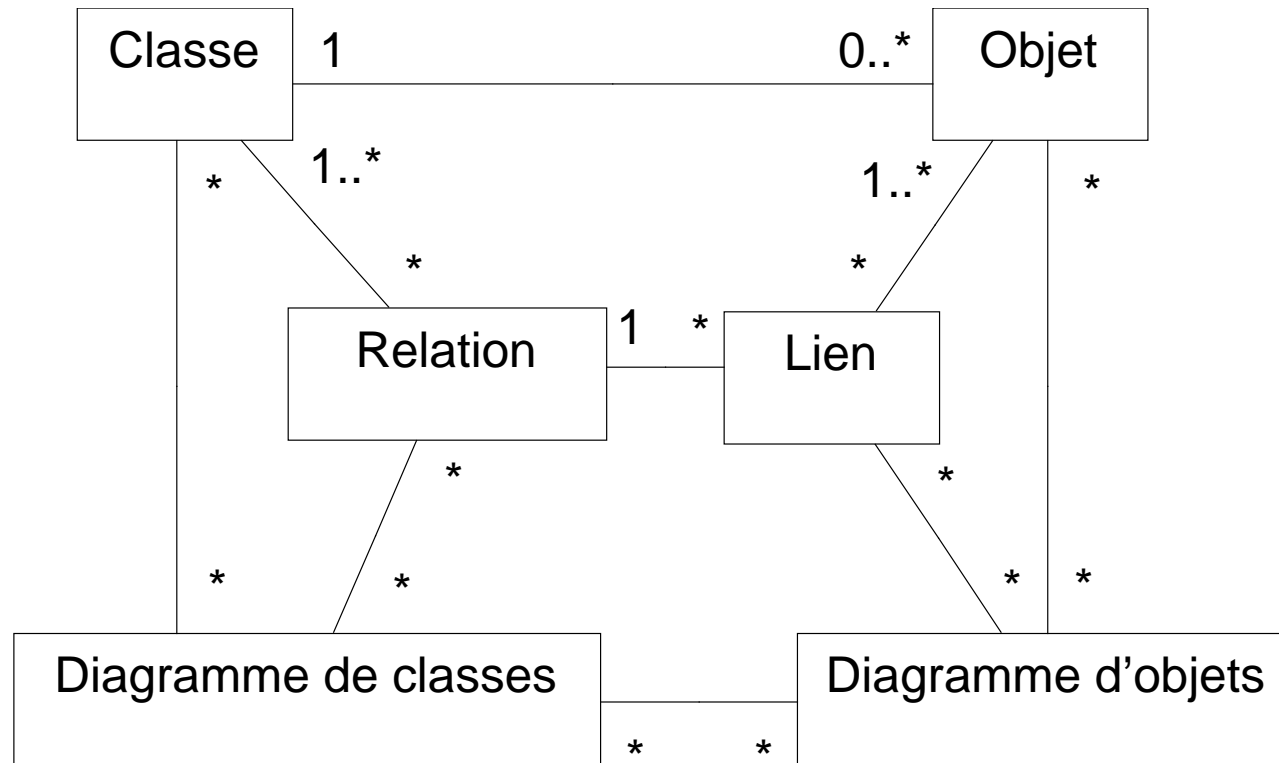 Classe 1 0..* Objet
1..* 1..*
* *
* *
Relation 1 * Lien
* *
* * * *
Diagramme de classes Diagramme d'objets
* *